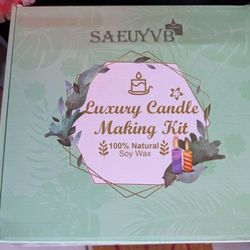 SAEUYVB
Luxury Candle
Making Kit
100% Natural
Soy Wax